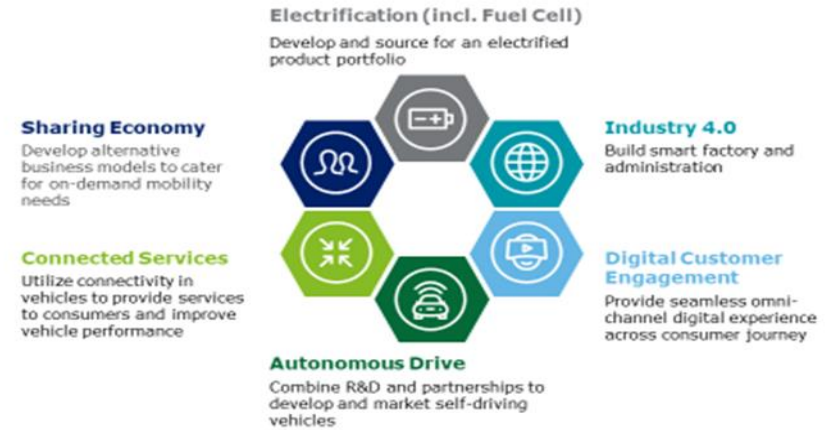 Electrification (incl. Fuel Cell)
Develop and source for an electrified
product portfolio
Sharing Economy
Develop alternative
business models to cater
for on-demand mobility
needs
Industry 4.0
Build smart factory and
administration
Connected Services
Utilize connectivity in
vehicles to provide services
to consumers and improve
vehicle performance
Digital Customer
Engagement
Provide seamless omni-
channel digital experience
across consumer journey
Autonomous Drive
Combine R&D and partnerships to
develop and market self-driving
vehicles